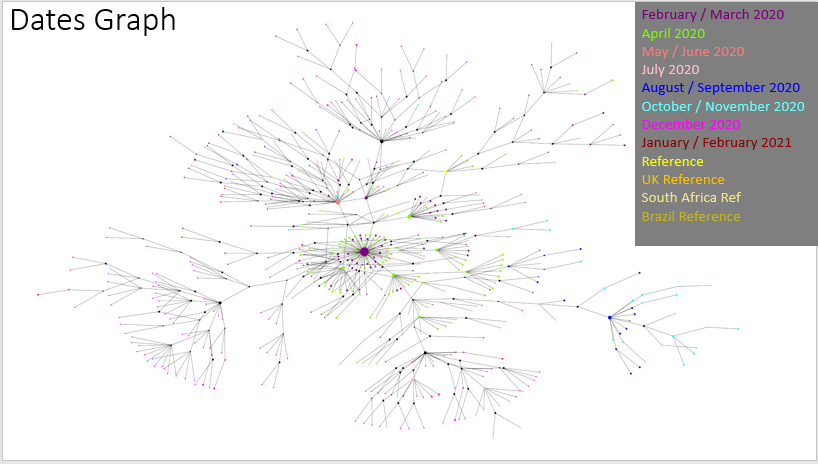 Dates Graph
February / March 2020
April 2020
May / June 2020
July 2020
August / September 2020
October / November 2020
December 2020
January / February 2021
Reference
UK Reference
South Africa Ref
Brazil Reference